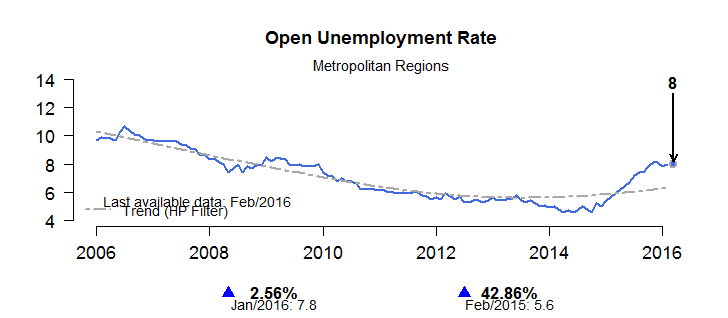 Open Unemployment Rate
Metropolitan Regions
14
12
10
8
6
4
8
Last available data: Feb/2016
Trend (HP Filter)
2006
2008
2010
2012
2014
2016
2.56%
Jan/2016: 7.8
42.86%
Feb/2015: 5.6